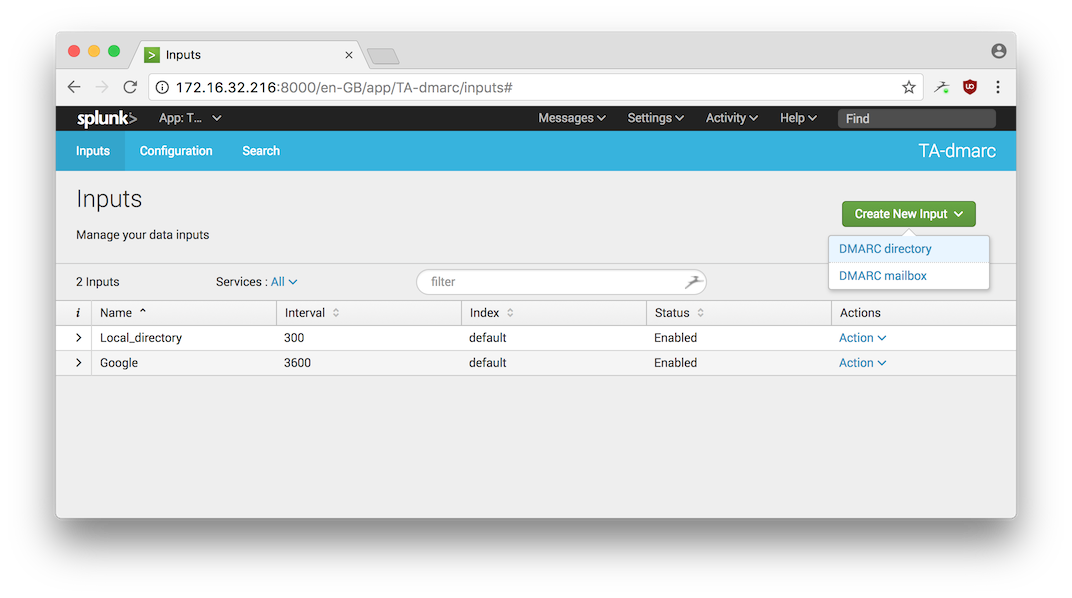 Inputs
172.16.32.216:8000/en-GB/app/TA-dmarc/inputs#
splunk> App: T... Messages Settings Activity Help Find
Inputs Configuration Search TA-dmarc
Inputs
Create New Input
Manage your data inputs
DMARC directory
DMARC mailbox
2 Inputs Services : All filter
i Name Interval Index Status Actions
Local_directory 300 default Enabled Action
Google 3600 default Enabled Action